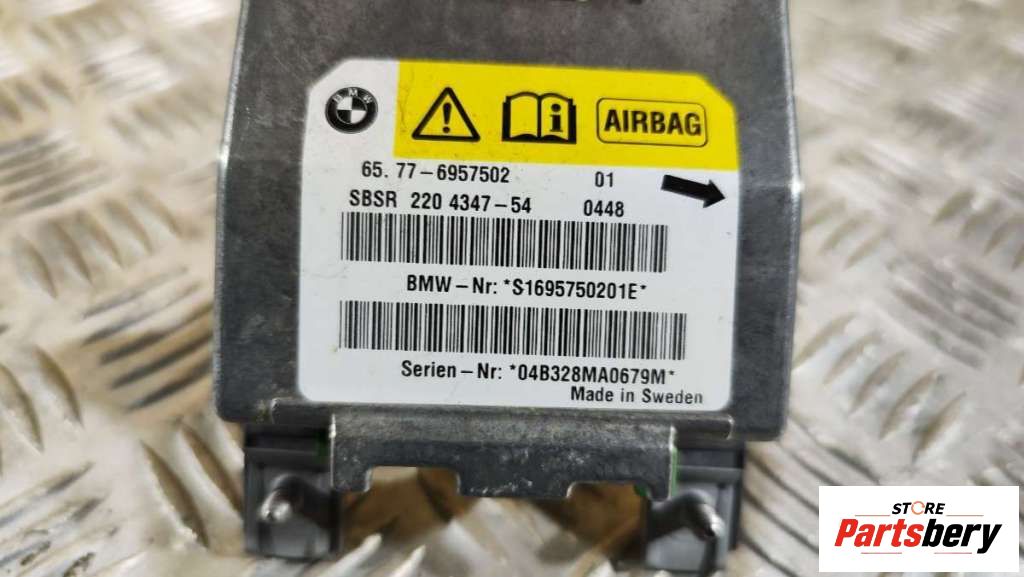 BMW
AIRBAG
65. 77-6957502 01
SBSR 220 4347-54 0448
BMW-Nr: *S1695750201E*
Serien-Nr: *04B328MA0679M*
Made in Sweden
STORE
Partsbery